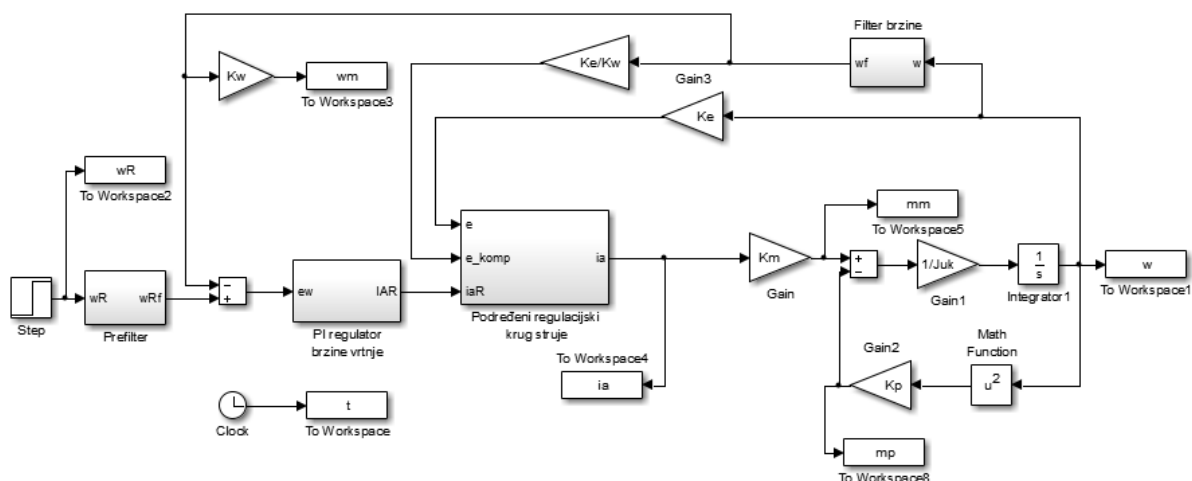 Filter brzine
wf
w
Ke/Kw
Gain3
Kw
wm
To Workspace3
Ke
wR
To Workspace2
e
e_komp
iaR
ia
Podređeni regulacijski
krug struje
mm
To Workspace5
Km
Gain
+
−
1/Juk
Gain1
1
s
Integrator1
w
To Workspace1
Step
wR
wRf
Prefilter
−
+
ew
IAR
PI regulator
brzine vrtnje
To Workspace4
ia
Gain2
Kp
Math
Function
u²
Clock
t
To Workspace
mp
To Workspace8